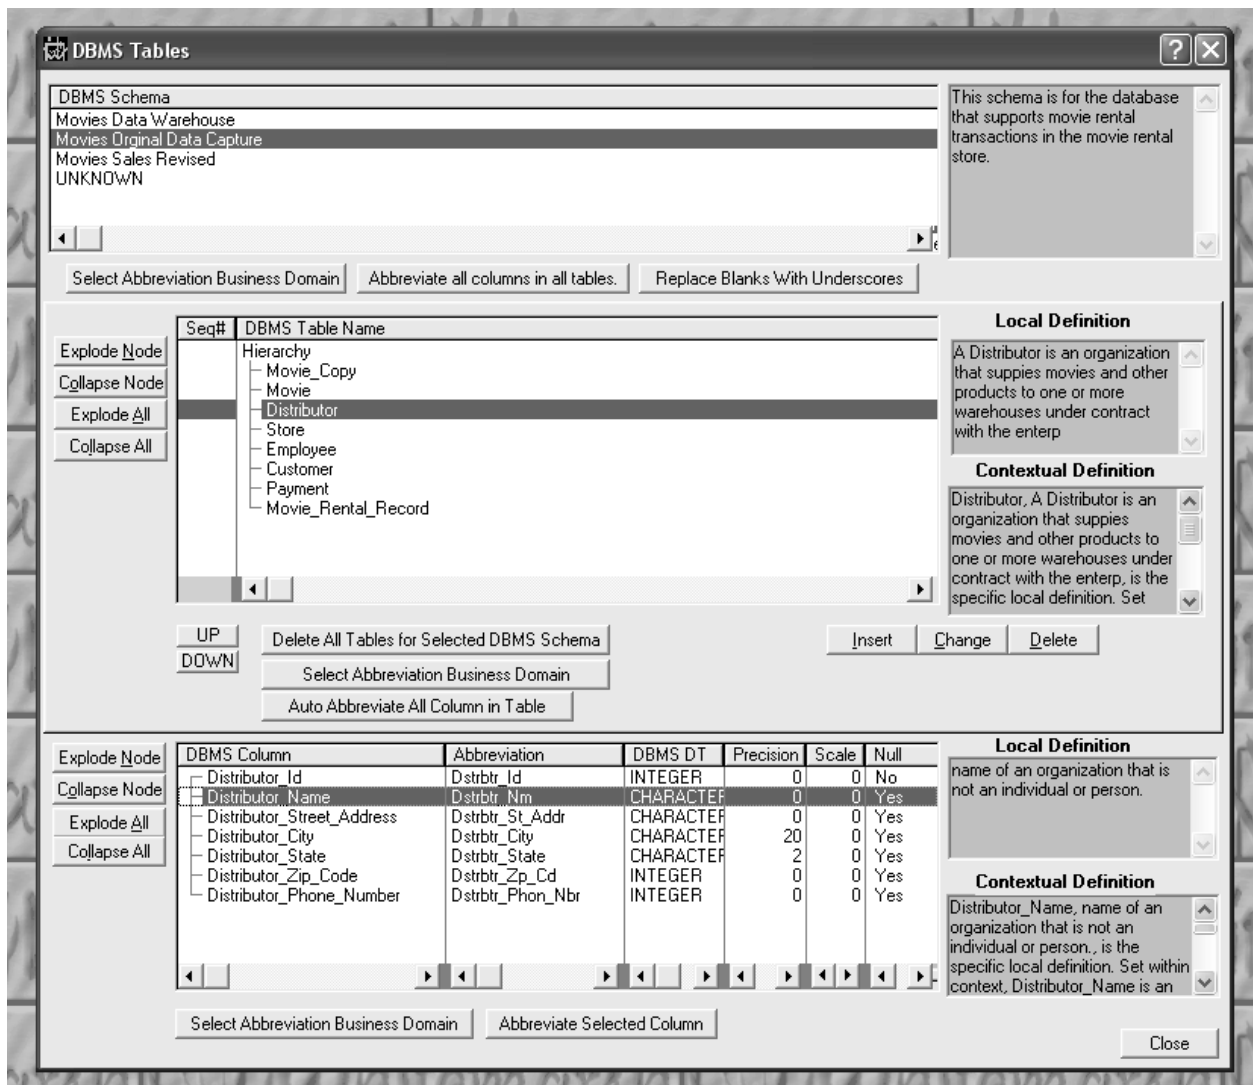 DBMS Tables
DBMS Schema
Movies Data Warehouse
Movies Orginal Data Capture
Movies Sales Revised
UNKNOWN
This schema is for the database
that supports movie rental
transactions in the movie rental
store.
Select Abbreviation Business Domain
Abbreviate all columns in all tables.
Replace Blanks With Underscores
Explode Node
Collapse Node
Explode All
Collapse All
Seq# DBMS Table Name
Hierarchy
Movie_Copy
Movie
Distributor
Store
Employee
Customer
Payment
Movie_Rental_Record
Local Definition
A Distributor is an organization
that suppies movies and other
products to one or more
warehouses under contract
with the enterp
Contextual Definition
Distributor, A Distributor is an
organization that suppies
movies and other products to
one or more warehouses under
contract with the enterp, is the
specific local definition. Set
UP
DOWN
Delete All Tables for Selected DBMS Schema
Select Abbreviation Business Domain
Auto Abbreviate All Column in Table
Insert
Change
Delete
Explode Node
Collapse Node
Explode All
Collapse All
DBMS Column Abbreviation DBMS DT Precision Scale Null
Distributor_Id Dstrbtr_Id INTEGER 0 0 No
Distributor_Name Dstrbtr_Nm CHARACTER 0 0 Yes
Distributor_Street_Address Dstrbtr_St_Addr CHARACTER 0 0 Yes
Distributor_City Dstrbtr_City CHARACTER 20 0 Yes
Distributor_State Dstrbtr_State CHARACTER 2 0 Yes
Distributor_Zip_Code Dstrbtr_Zp_Cd INTEGER 0 0 Yes
Distributor_Phone_Number Dstrbtr_Phon_Nbr INTEGER 0 0 Yes
Local Definition
name of an organization that is
not an individual or person.
Contextual Definition
Distributor_Name, name of an
organization that is not an
individual or person., is the
specific local definition. Set within
context, Distributor_Name is an
Select Abbreviation Business Domain
Abbreviate Selected Column
Close